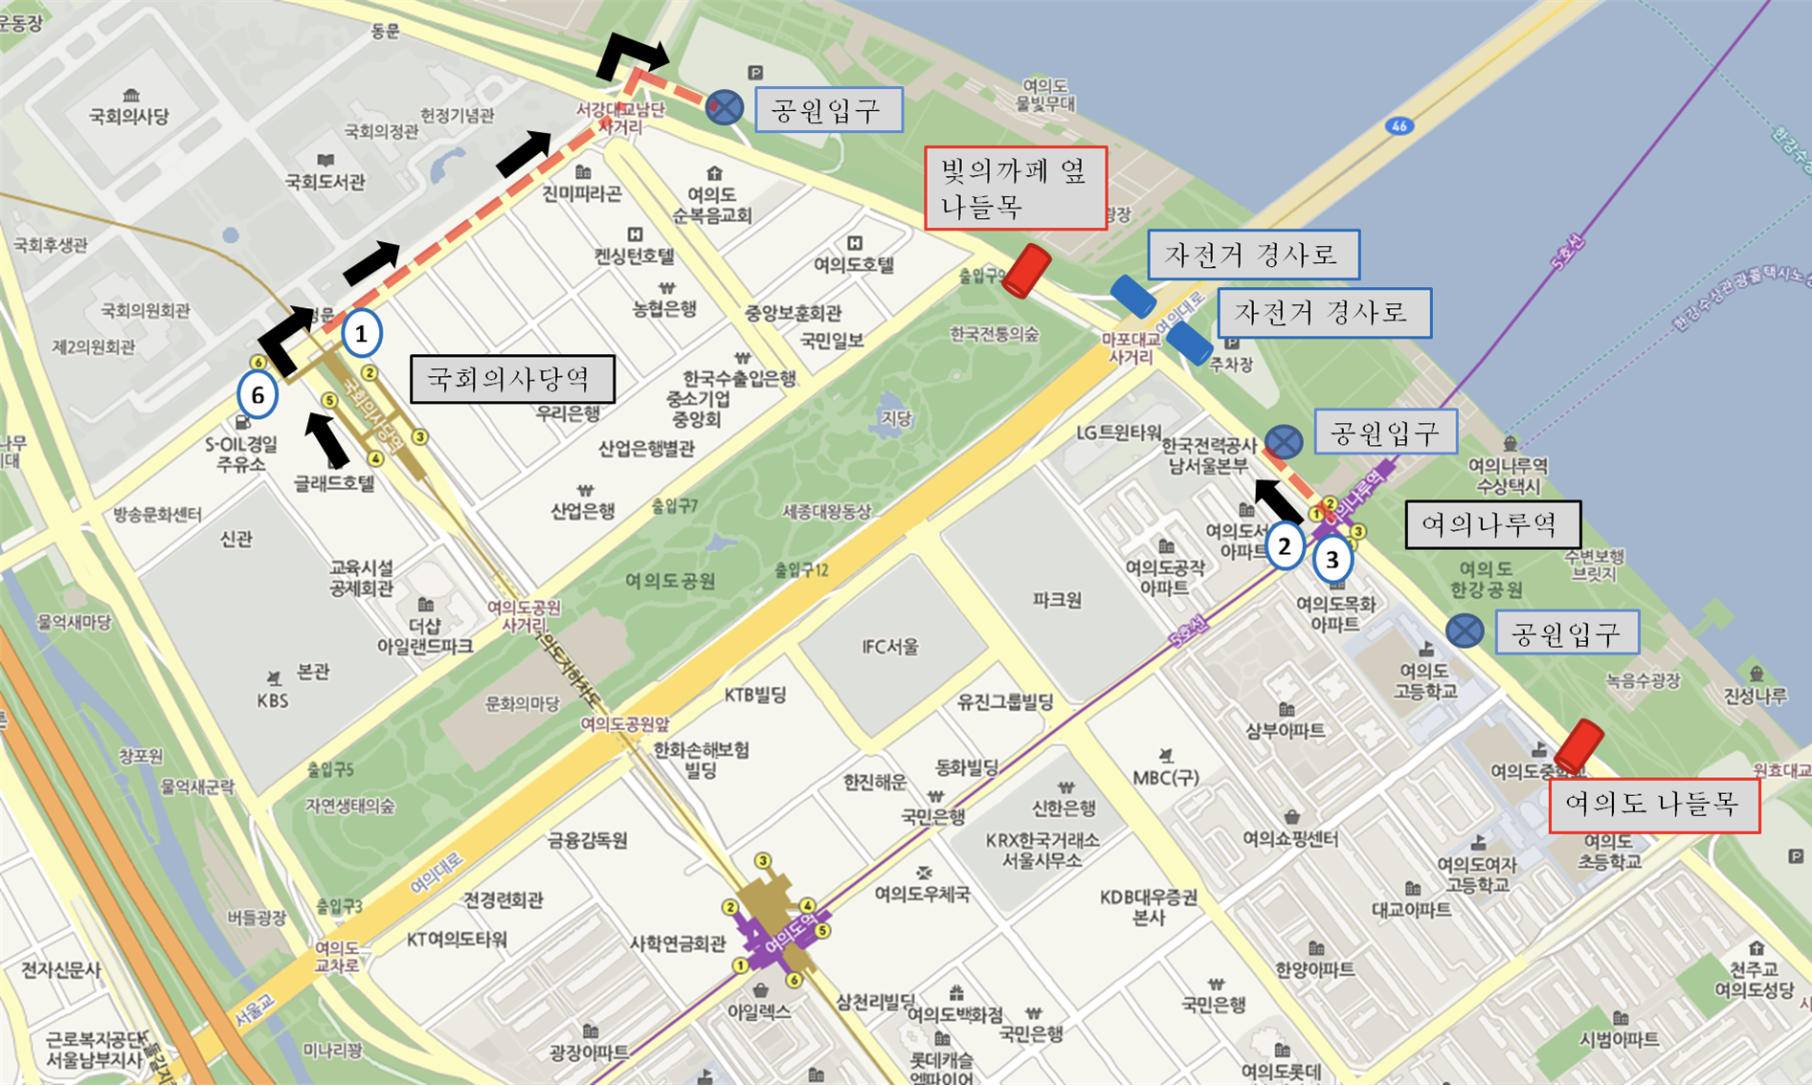 운동장
동문
국회의사당
헌정기념관
국회의정관
국회도서관
서강대교남단
사거리
P
공원입구
여의도
물빛무대
46
빛의까페 옆
나들목
자전거 경사로
자전거 경사로
5호선
국회후생관
국회의원회관
제2의원회관
진미파라곤
여의도
순복음교회
켄싱턴호텔
H
여의도호텔
H
농협은행
중앙보훈회관
국민일보
한국수출입은행
중소기업
중앙회
우리은행
산업은행별관
산업은행
출입구9
한국전통의숲
마포대교
사거리
여의대로
P
주차장
1
6
6
5
2
3
4
국회의사당역
국회의사당역
S-OIL경일
주유소
글래드호텔
방송문화센터
신관
교육시설
공제회관
더샵
아일랜드파크
여의도공원
사거리
본관
KBS
물억새마당
창포원
물억새군락
버들광장
지당
출입구7
세종대왕동상
여의도공원
출입구12
문화의마당
여의도공원앞
출입구5
자연생태의숲
출입구3
LG트윈타워
한국전력공사
남서울본부
공원입구
여의나루역
수상택시
여의나루역
여의나루역
1
2
3
2
3
여의도공작
아파트
여의도목화
아파트
여의도
한강공원
수변보행
브릿지
공원입구
녹음수광장
진성나루
파크원
IFC서울
5호선
KTB빌딩
유진그룹빌딩
한화손해보험
빌딩
한진해운
동화빌딩
국민은행
신한은행
KRX한국거래소
서울사무소
MBC(구)
삼부아파트
여의도
고등학교
여의도중학교
여의도 나들목
여의도
초등학교
원효대교
P
여의쇼핑센터
여의도여자
고등학교
대교아파트
KDB대우증권
본사
여의도우체국
금융감독원
여의대로
전경련회관
KT여의도타워
사학연금회관
여의도
교차로
서울교
전자신문사
근로복지공단
서울남부지사
미나리꽝
3
2
4
5
1
6
여의도역
아일렉스
광장아파트
삼천리빌딩
여의도백화점
국민은행
롯데캐슬
엠파이어
국민은행
한양아파트
천주교
여의도성당
시범아파트
여의도롯데